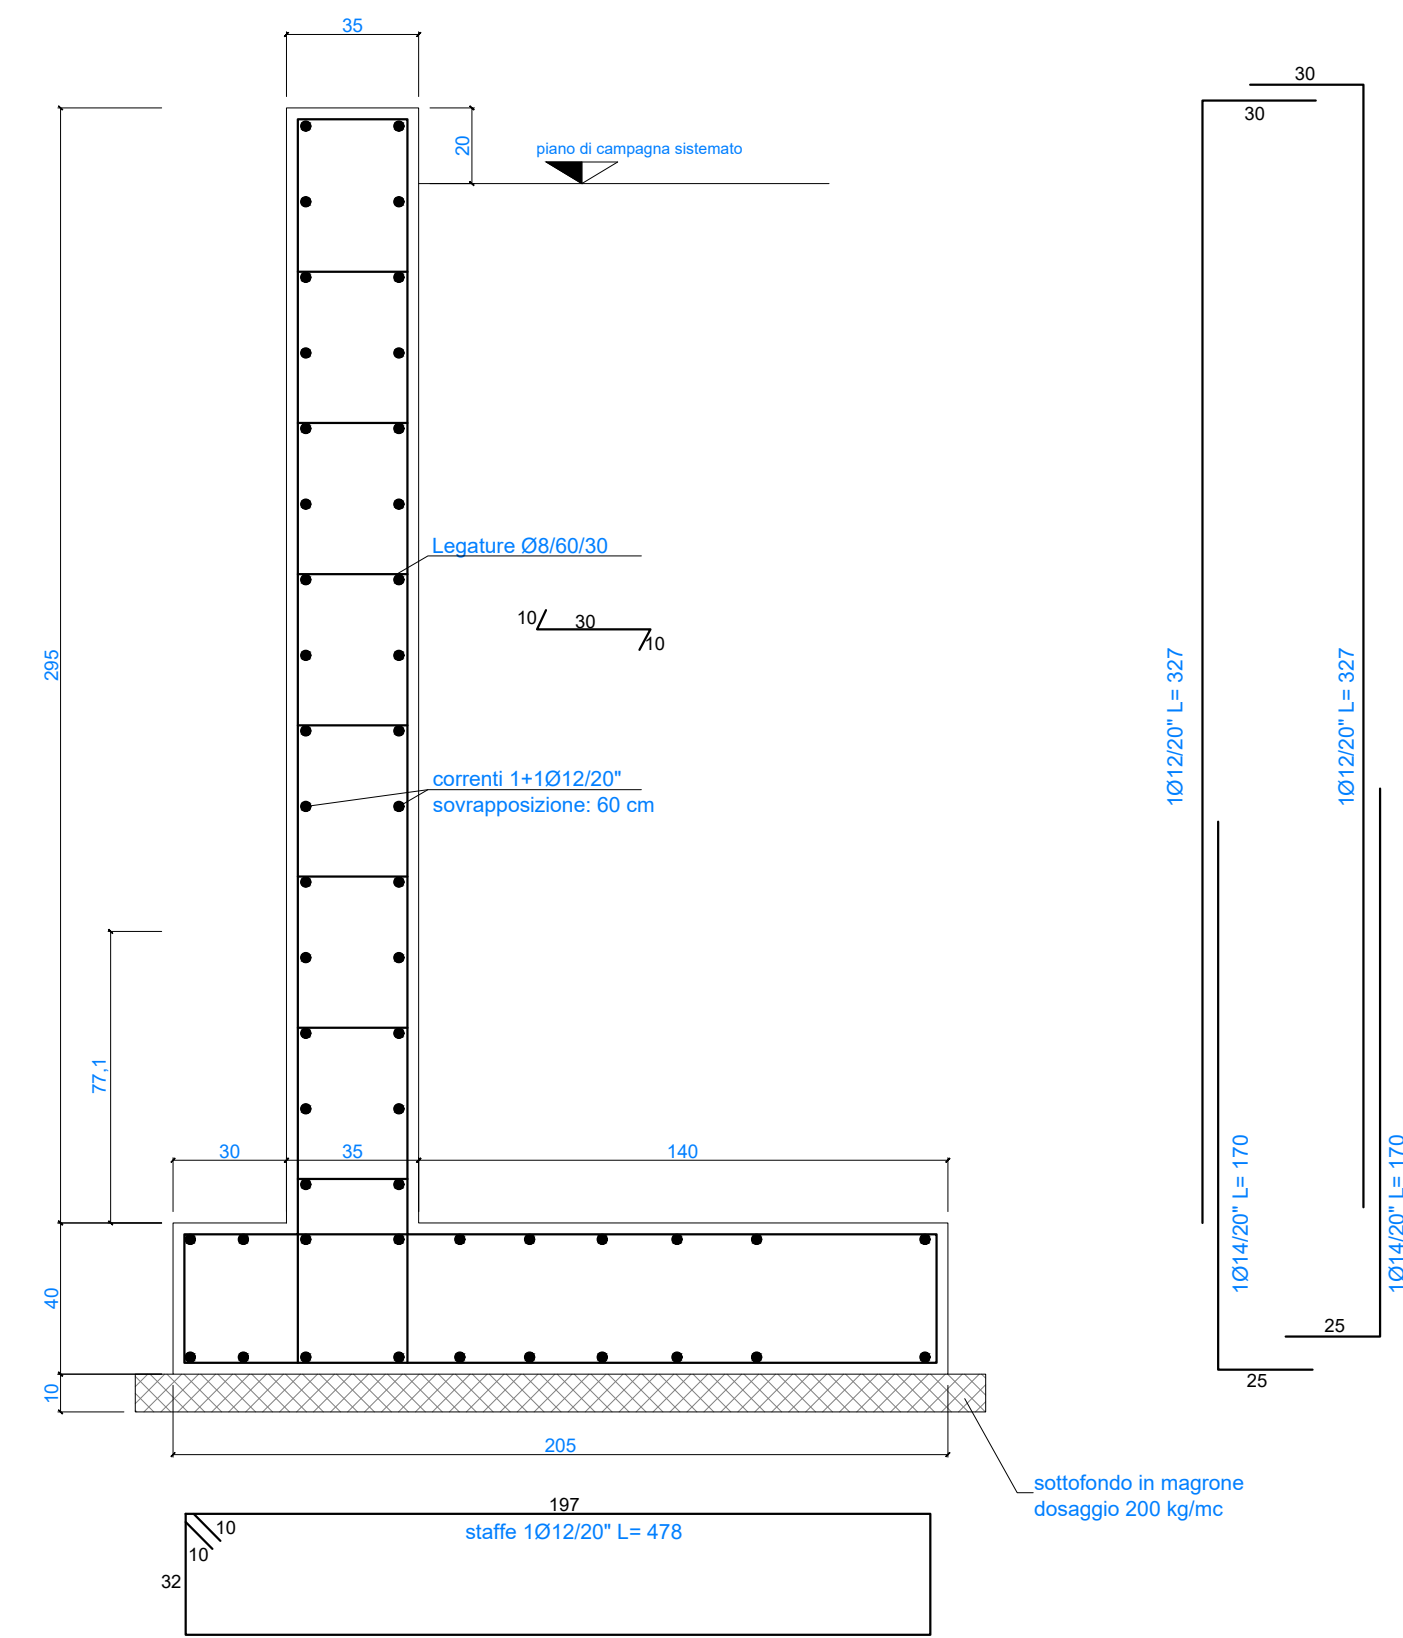 35
30
30
20
piano di campagna sistemato
Legature Ø8/60/30
10
30
10
295
1Ø12/20" L= 327
1Ø12/20" L= 327
correnti 1+1Ø12/20"
sovrapposizione: 60 cm
77,1
30
35
140
1Ø14/20" L= 170
1Ø14/20" L= 170
40
25
25
10
205
sottofondo in magrone
dosaggio 200 kg/mc
197
staffe 1Ø12/20" L= 478
10
10
32